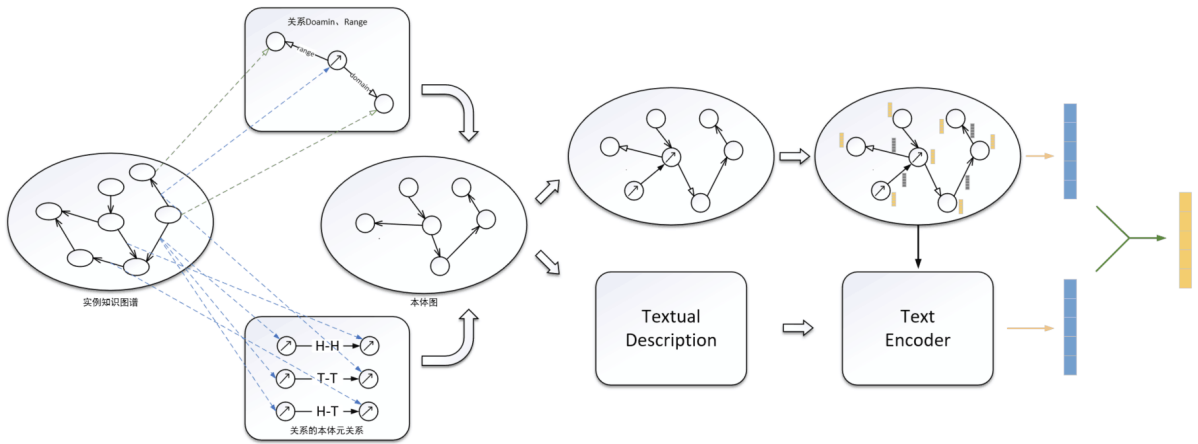 关系Doamin、Range
range
domain
实例知识图谱
本体图
H-H
T-T
H-T
关系的本体元关系
Textual
Description
Text
Encoder